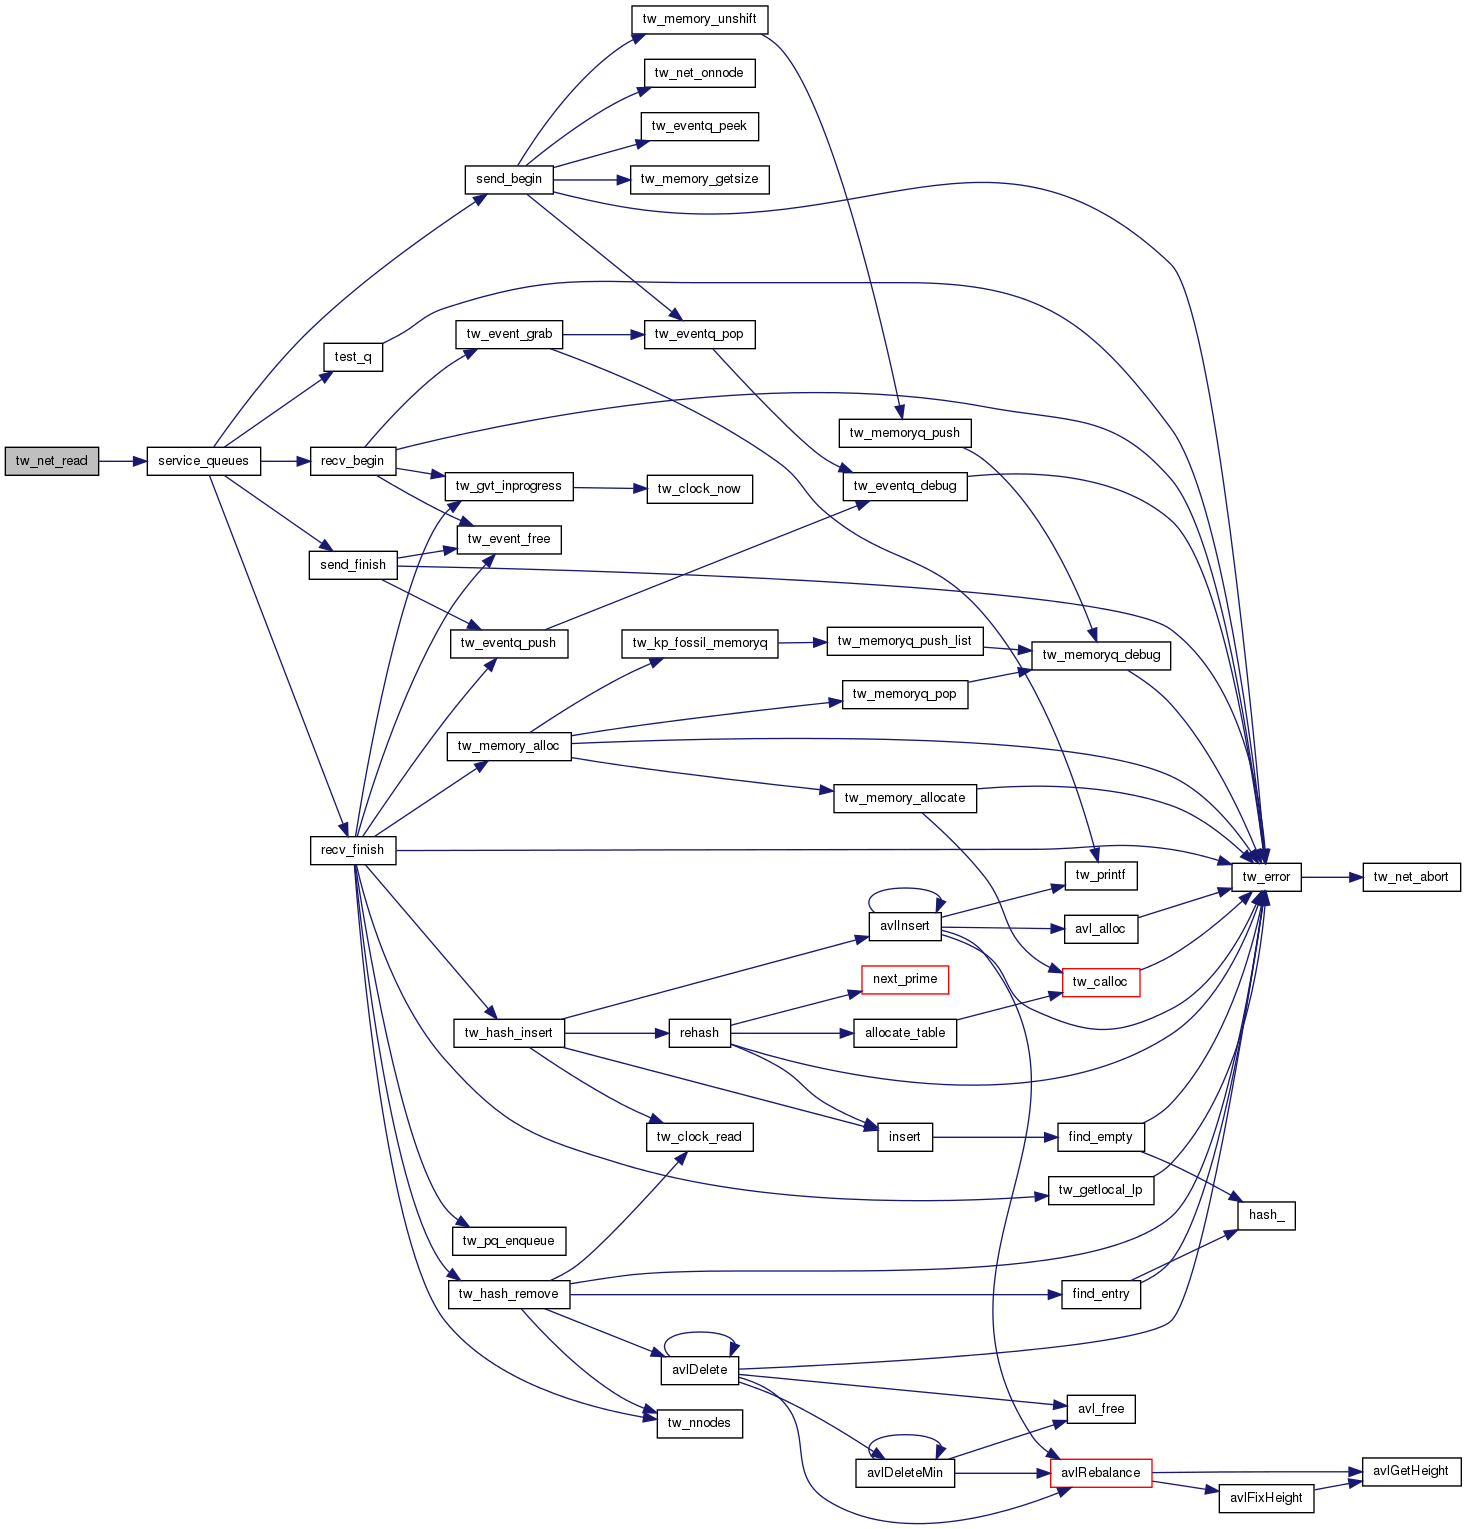 tw_memory_unshift
tw_net_onnode
tw_eventq_peek
send_begin
tw_memory_getsize
tw_event_grab
tw_eventq_pop
test_q
tw_memoryq_push
tw_net_read
service_queues
recv_begin
tw_gvt_inprogress
tw_clock_now
tw_eventq_debug
tw_event_free
send_finish
tw_eventq_push
tw_kp_fossil_memoryq
tw_memoryq_push_list
tw_memoryq_debug
tw_memoryq_pop
tw_memory_alloc
tw_memory_allocate
recv_finish
tw_printf
tw_error
tw_net_abort
avlInsert
avl_alloc
next_prime
tw_calloc
tw_hash_insert
rehash
allocate_table
tw_clock_read
insert
find_empty
tw_getlocal_lp
hash_
tw_pq_enqueue
tw_hash_remove
find_entry
avlDelete
avl_free
tw_nnodes
avlDeleteMin
avlRebalance
avlGetHeight
avlFixHeight